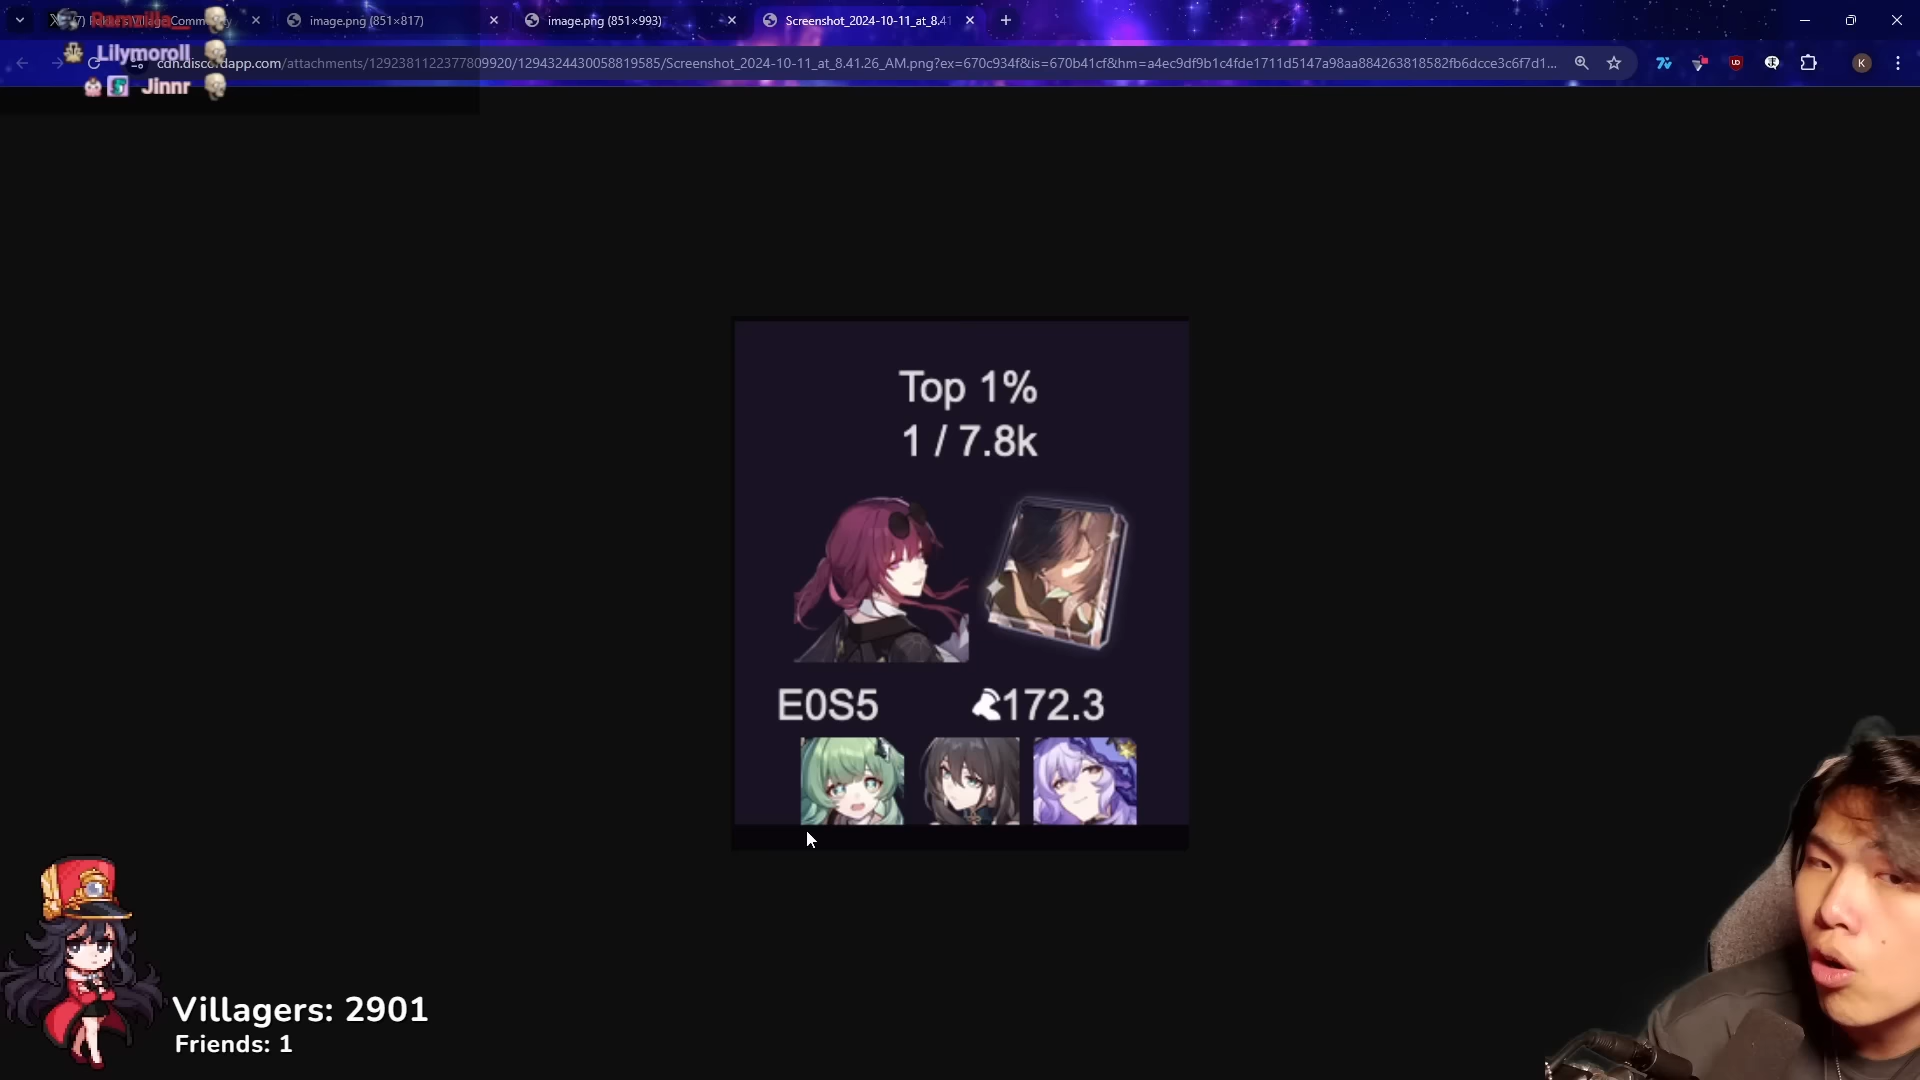 image.png (851×817)
image.png (851×993)
Screenshot_2024-10-11_at_8.41
Lilymoroll
Jinnr
cdn.discordapp.com/attachments/1292381122377809920/1294324430058819585/Screenshot_2024-10-11_at_8.41.26_AM.png?ex=670c934f&is=670b41cf&hm=a4ec9df9b1c4fde1711d5147a98aa884263818582fb6dcce3c6f7d1...
K
Top 1%
1 / 7.8k
E0S5
172.3
Villagers: 2901
Friends: 1